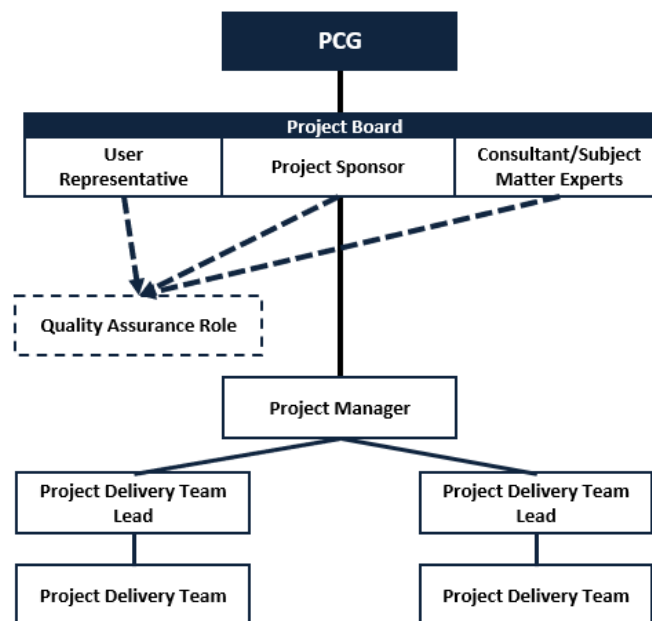 PCG
Project Board
User
Representative
Project Sponsor
Consultant/Subject
Matter Experts
Quality Assurance Role
Project Manager
Project Delivery Team
Lead
Project Delivery Team
Lead
Project Delivery Team
Project Delivery Team